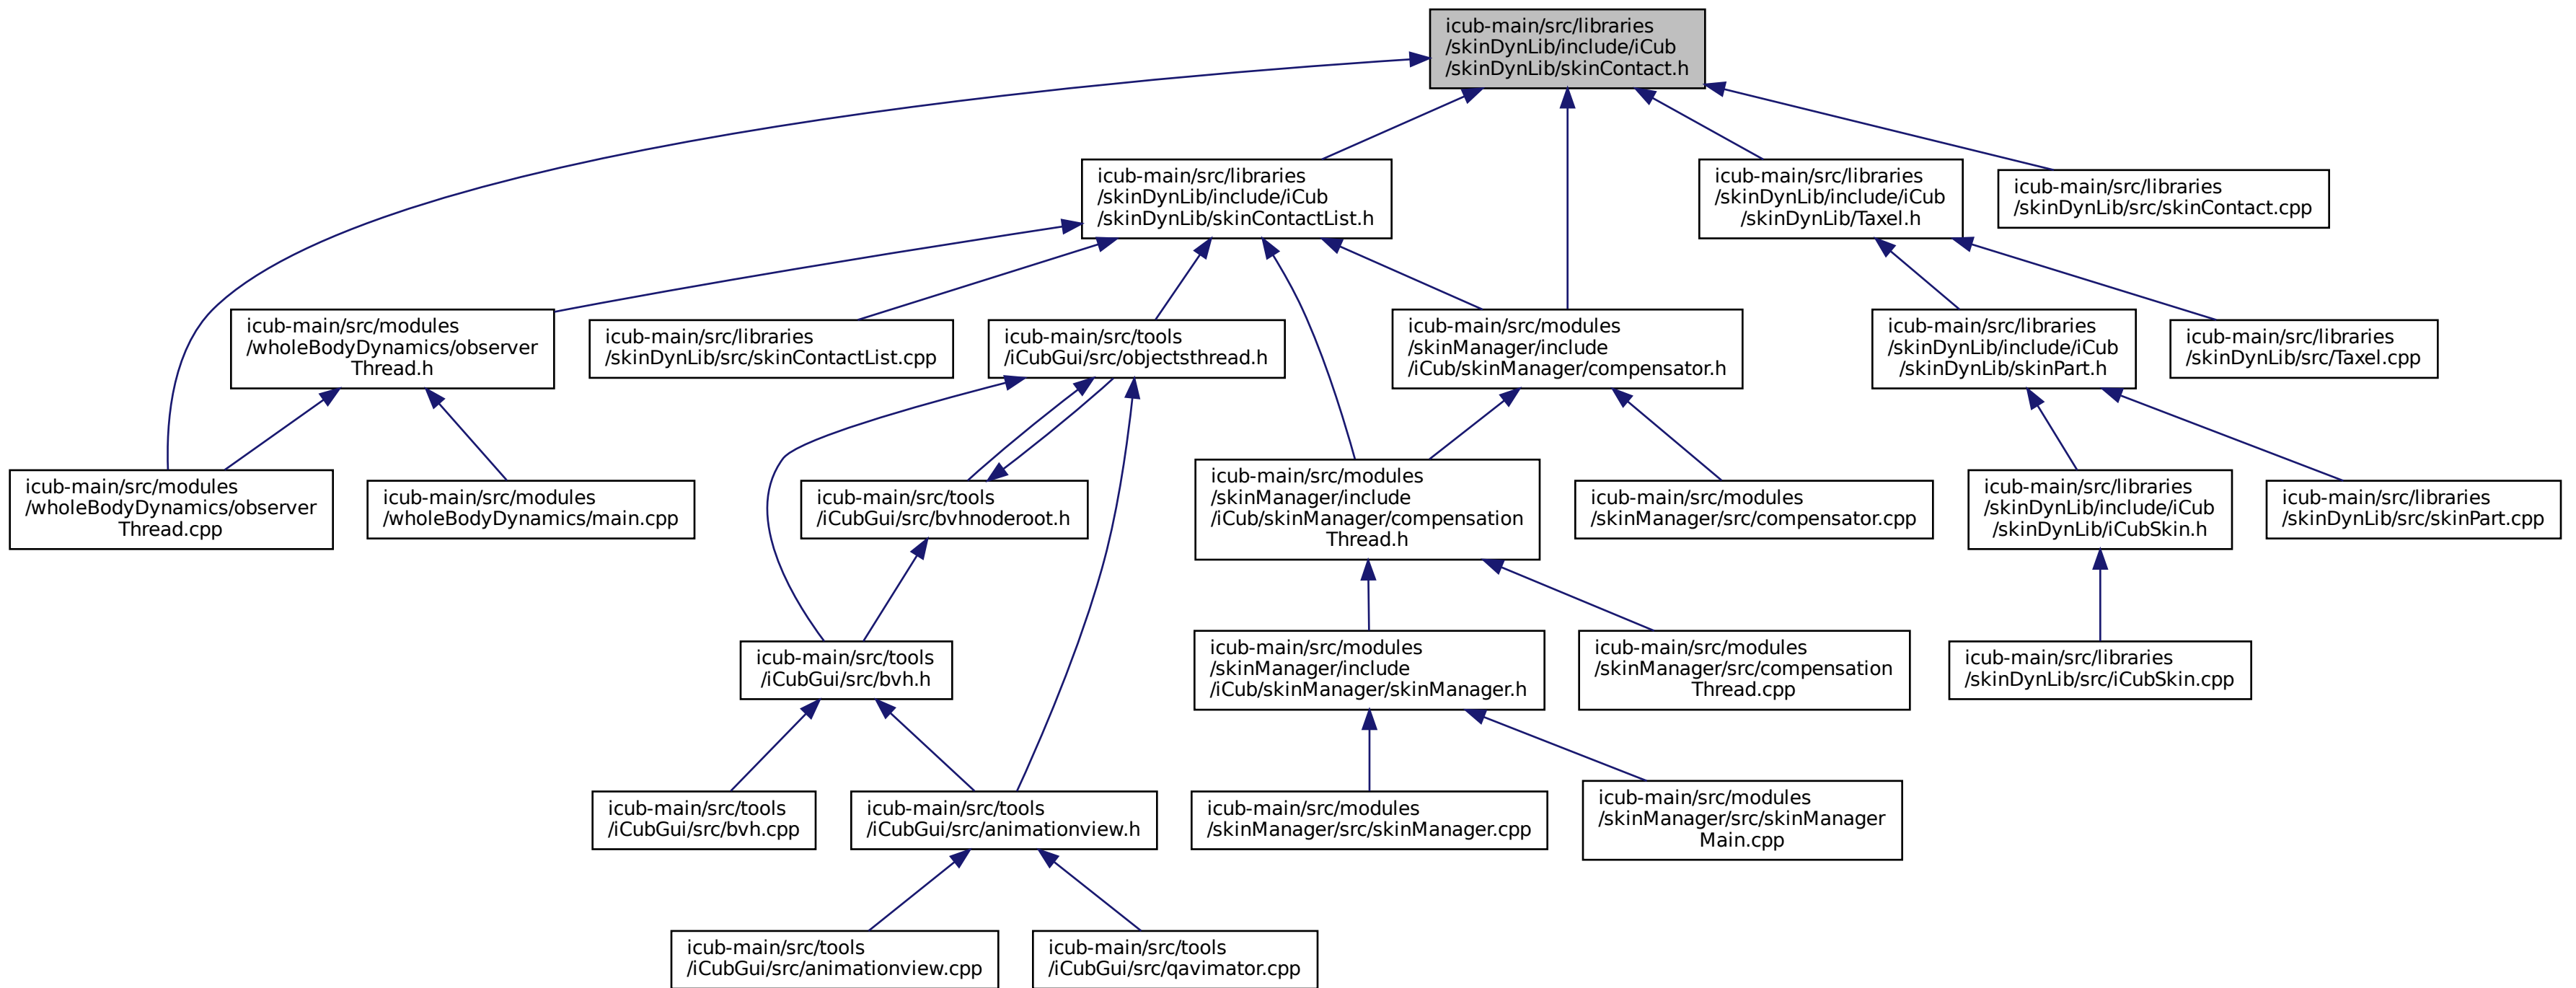 icub-main/src/libraries
/skinDynLib/include/iCub
/skinDynLib/skinContact.h
icub-main/src/libraries
/skinDynLib/include/iCub
/skinDynLib/skinContactList.h
icub-main/src/libraries
/skinDynLib/include/iCub
/skinDynLib/Taxel.h
icub-main/src/libraries
/skinDynLib/src/skinContact.cpp
icub-main/src/modules
/wholeBodyDynamics/observer
Thread.h
icub-main/src/libraries
/skinDynLib/src/skinContactList.cpp
icub-main/src/tools
/iCubGui/src/objectsthread.h
icub-main/src/modules
/skinManager/include
/iCub/skinManager/compensator.h
icub-main/src/libraries
/skinDynLib/include/iCub
/skinDynLib/skinPart.h
icub-main/src/libraries
/skinDynLib/src/Taxel.cpp
icub-main/src/modules
/wholeBodyDynamics/observer
Thread.cpp
icub-main/src/modules
/wholeBodyDynamics/main.cpp
icub-main/src/tools
/iCubGui/src/bvhnoderoot.h
icub-main/src/modules
/skinManager/include
/iCub/skinManager/compensation
Thread.h
icub-main/src/modules
/skinManager/src/compensator.cpp
icub-main/src/libraries
/skinDynLib/include/iCub
/skinDynLib/iCubSkin.h
icub-main/src/libraries
/skinDynLib/src/skinPart.cpp
icub-main/src/tools
/iCubGui/src/bvh.h
icub-main/src/modules
/skinManager/include
/iCub/skinManager/skinManager.h
icub-main/src/modules
/skinManager/src/compensation
Thread.cpp
icub-main/src/libraries
/skinDynLib/src/iCubSkin.cpp
icub-main/src/tools
/iCubGui/src/bvh.cpp
icub-main/src/tools
/iCubGui/src/animationview.h
icub-main/src/modules
/skinManager/src/skinManager.cpp
icub-main/src/modules
/skinManager/src/skinManager
Main.cpp
icub-main/src/tools
/iCubGui/src/animationview.cpp
icub-main/src/tools
/iCubGui/src/qavimator.cpp